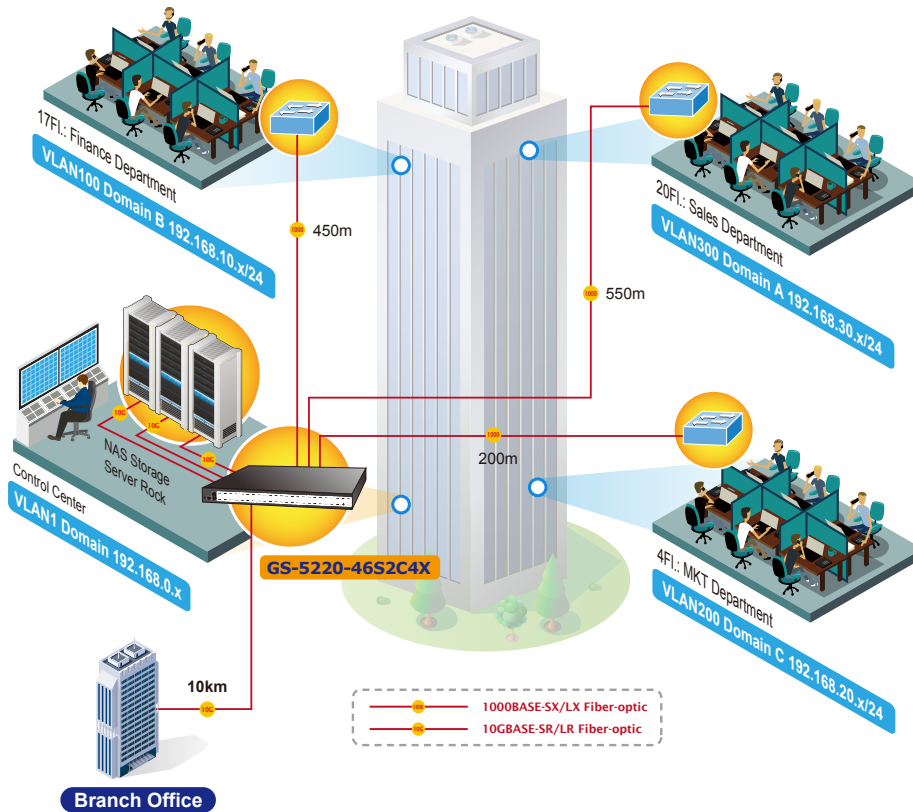 17Fl.: Finance Department
VLAN100 Domain B 192.168.10.x/24
1000
450m
20Fl.: Sales Department
VLAN300 Domain A 192.168.30.x/24
1000
550m
10G
10G
10G
NAS Storage
Server Rock
Control Center
VLAN1 Domain 192.168.0.x
GS-5220-46S2C4X
1000
200m
4Fl.: MKT Department
VLAN200 Domain C 192.168.20.x/24
10km
10G
Branch Office
1000BASE-SX/LX Fiber-optic
10G 10GBASE-SR/LR Fiber-optic